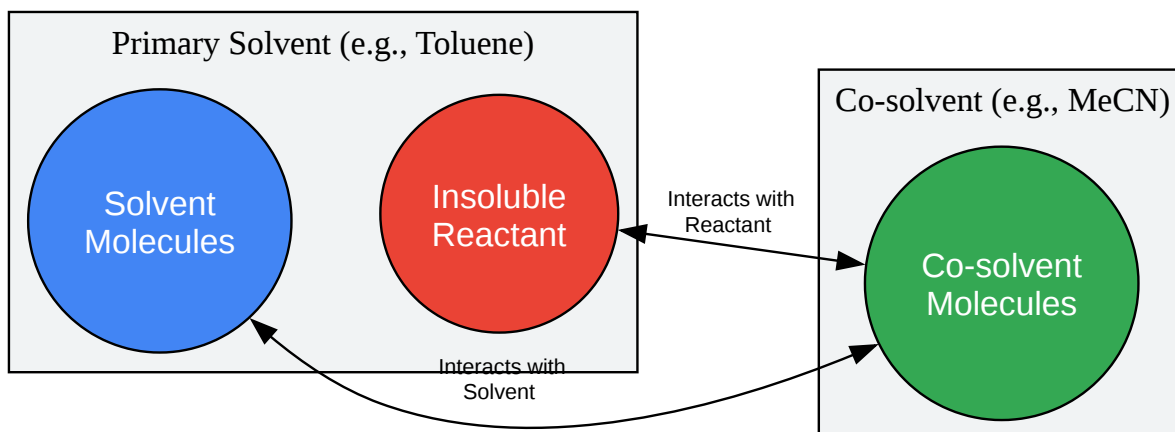 Primary Solvent (e.g., Toluene)
Solvent
Molecules
Insoluble
Reactant
Interacts with
Reactant
Co-solvent (e.g., MeCN)
Co-solvent
Molecules
Interacts with
Solvent